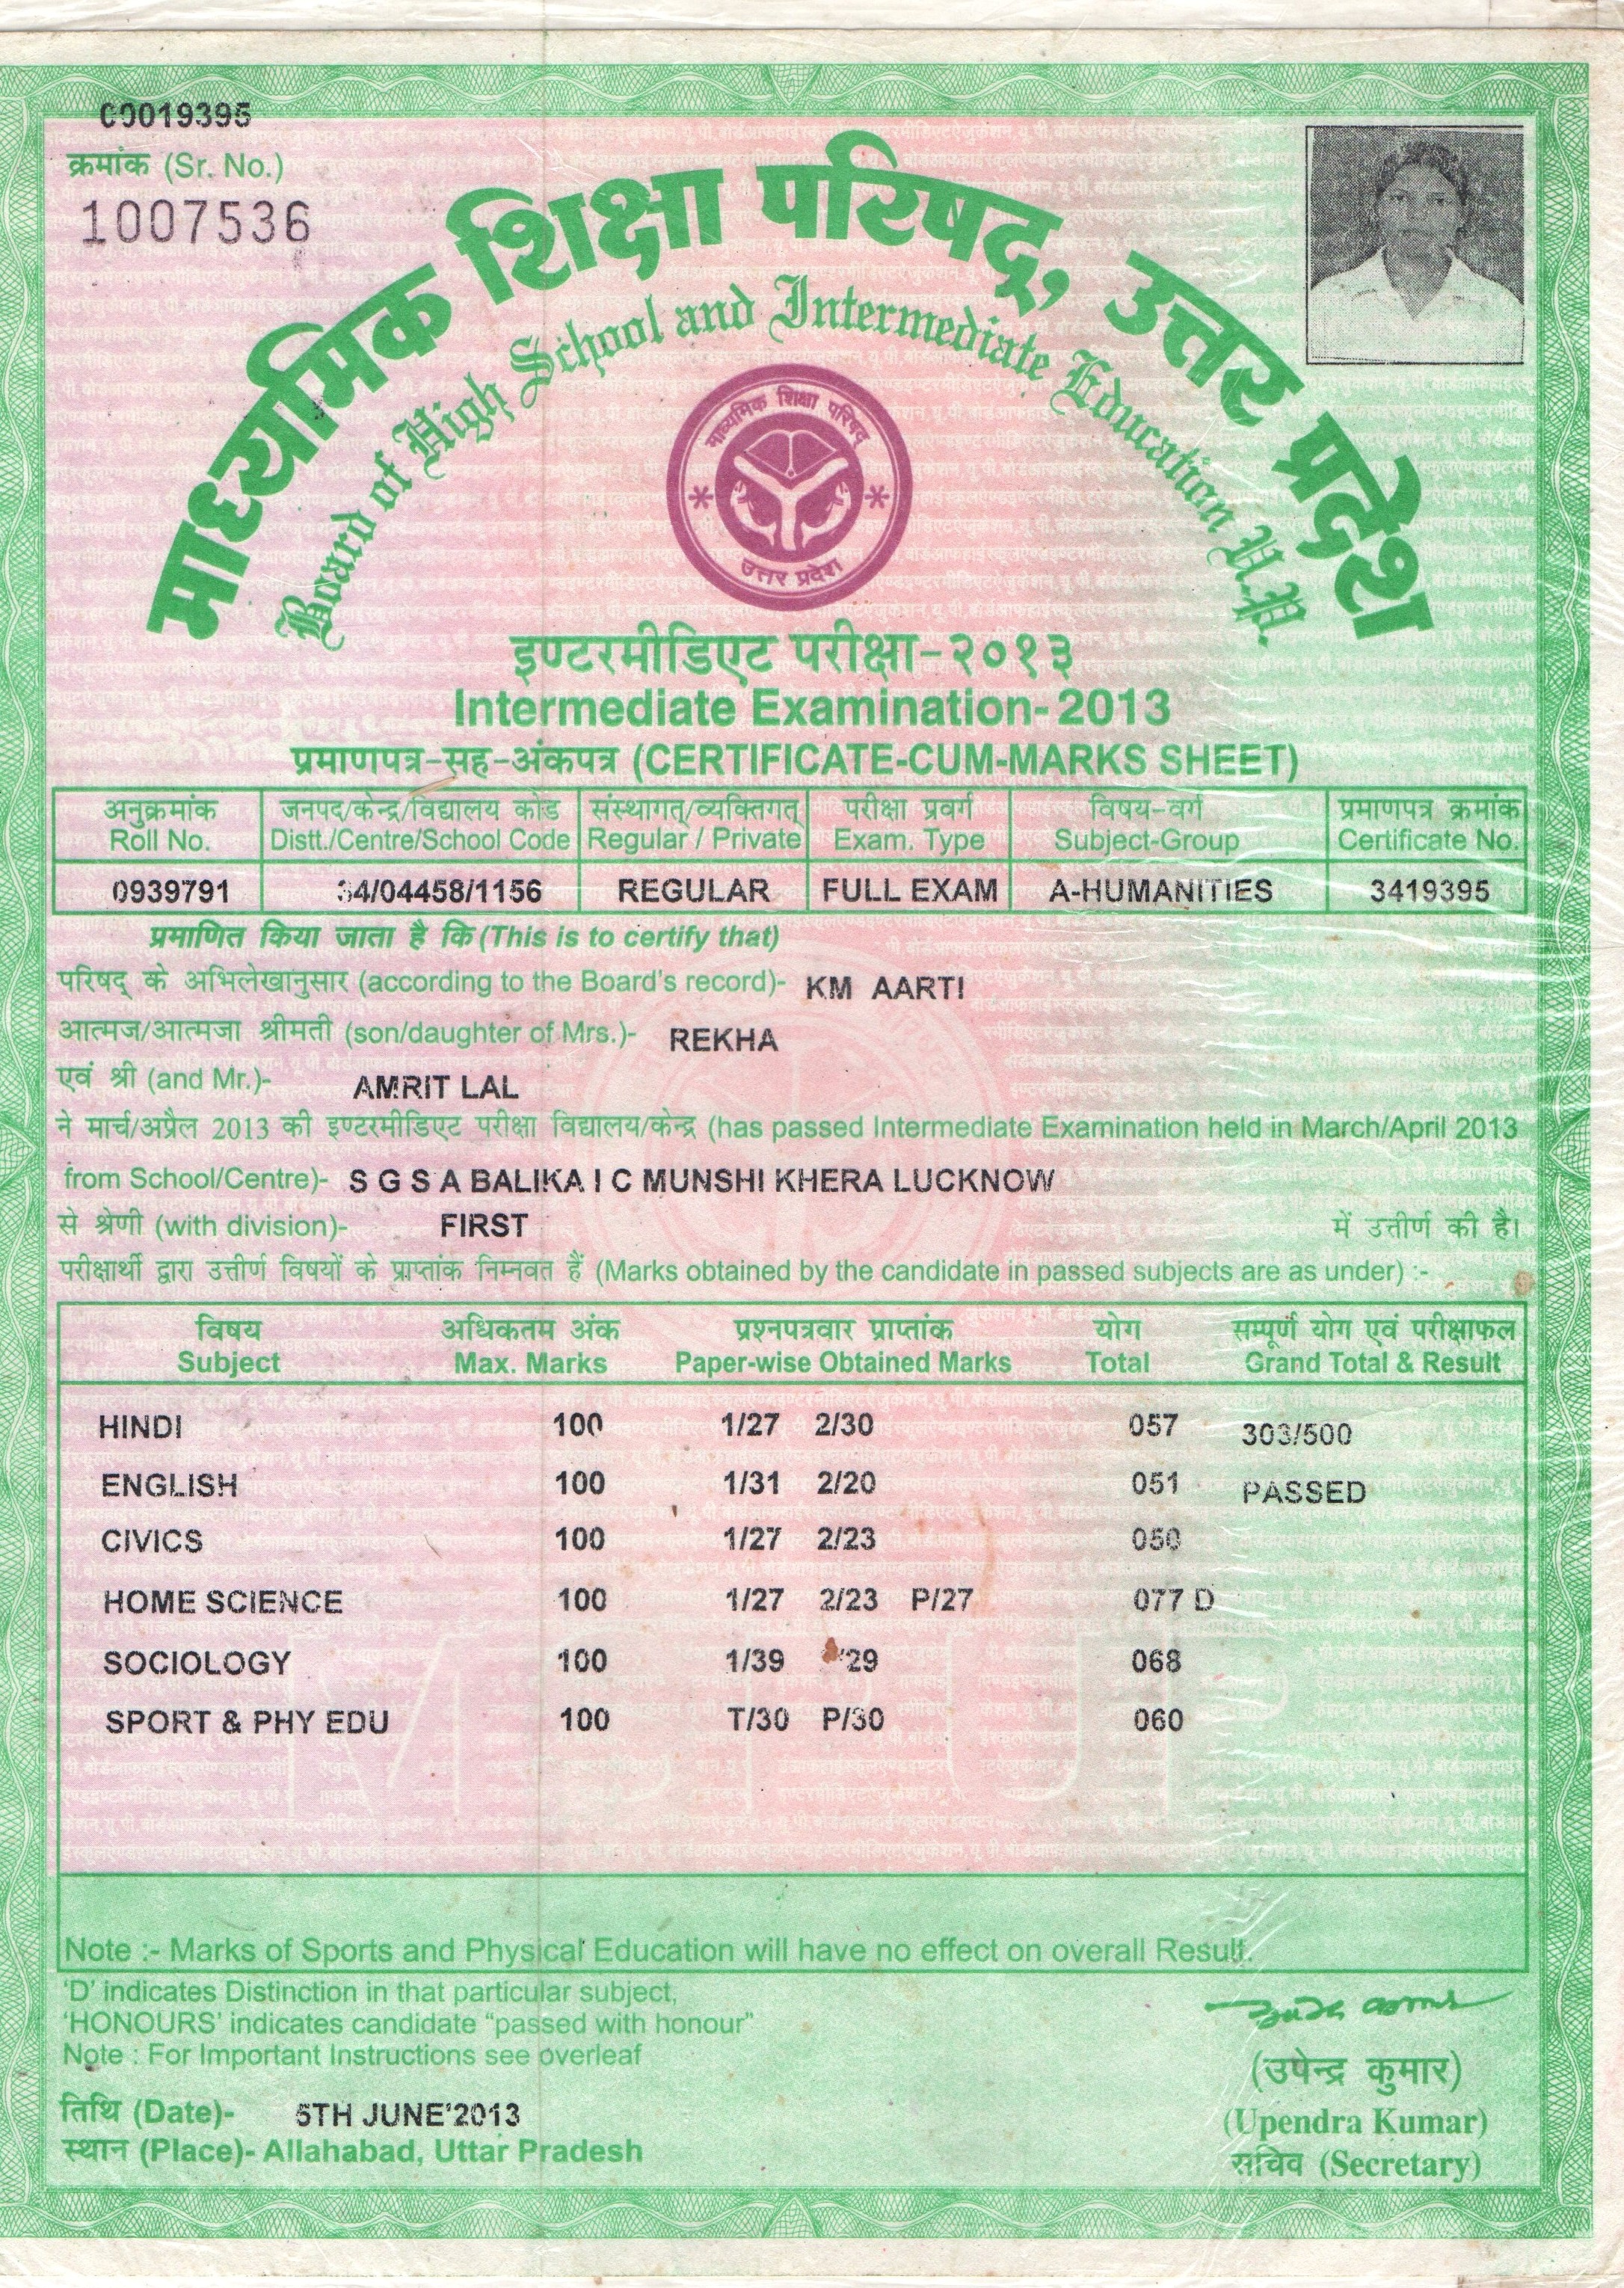 00019395
क्रमांक (Sr. No.)
1007536
माध्यमिक शिक्षा परिषद्, उत्तर प्रदेश
Board of High School and Intermediate Education U.P.
माध्यमिक शिक्षा परिषद्
उत्तर प्रदेश
इण्टरमीडिएट परीक्षा-२०१३
Intermediate Examination- 2013
प्रमाणपत्र-सह-अंकपत्र (CERTIFICATE-CUM-MARKS SHEET)
अनुक्रमांक जनपद/केन्द्र/विद्यालय कोड संस्थागत्/व्यक्तिगत् परीक्षा प्रवर्ग विषय-वर्ग प्रमाणपत्र क्रमांक
Roll No. Distt./Centre/School Code Regular / Private Exam. Type Subject-Group Certificate No.
0939791 34/04458/1156 REGULAR FULL EXAM A-HUMANITIES 3419395
प्रमाणित किया जाता है कि (This is to certify that)
परिषद् के अभिलेखानुसार (according to the Board's record)- KM AARTI
आत्मज/आत्मजा श्रीमती (son/daughter of Mrs.)- REKHA
एवं श्री (and Mr.)- AMRIT LAL
ने मार्च/अप्रैल 2013 की इण्टरमीडिएट परीक्षा विद्यालय/केन्द्र (has passed Intermediate Examination held in March/April 2013
from School/Centre)- S G S A BALIKA I C MUNSHI KHERA LUCKNOW
से श्रेणी (with division)- FIRST में उत्तीर्ण की है।
परीक्षार्थी द्वारा उत्तीर्ण विषयों के प्राप्तांक निम्नवत हैं (Marks obtained by the candidate in passed subjects are as under) :-
विषय अधिकतम अंक प्रश्नपत्रवार प्राप्तांक योग सम्पूर्ण योग एवं परीक्षाफल
Subject Max. Marks Paper-wise Obtained Marks Total Grand Total & Result
HINDI 100 1/27 2/30 057 303/500
ENGLISH 100 1/31 2/20 051 PASSED
CIVICS 100 1/27 2/23 050
HOME SCIENCE 100 1/27 2/23 P/27 077 D
SOCIOLOGY 100 1/39 /29 068
SPORT & PHY EDU 100 T/30 P/30 060
Note :- Marks of Sports and Physical Education will have no effect on overall Result.
'D' indicates Distinction in that particular subject,
'HONOURS' indicates candidate "passed with honour"
Note : For Important Instructions see overleaf
(उपेन्द्र कुमार)
तिथि (Date)- 5TH JUNE'2013
(Upendra Kumar)
स्थान (Place)- Allahabad, Uttar Pradesh
सचिव (Secretary)